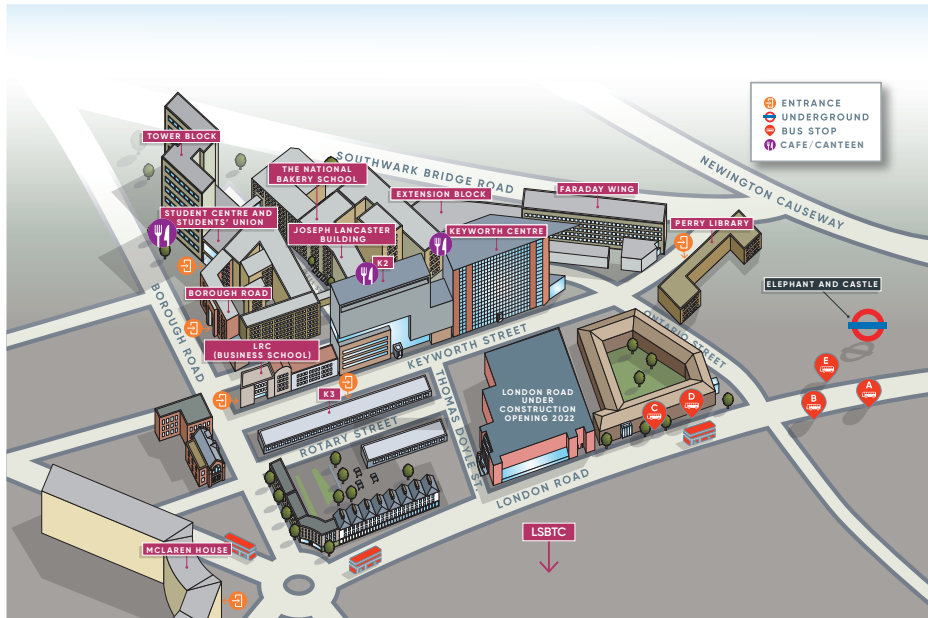 ENTRANCE
UNDERGROUND
BUS STOP
CAFE/CANTEEN
TOWER BLOCK
SOUTHWARK BRIDGE ROAD
NEWINGTON CAUSEWAY
THE NATIONAL
BAKERY SCHOOL
EXTENSION BLOCK
FARADAY WING
STUDENT CENTRE AND
STUDENTS' UNION
JOSEPH LANCASTER
BUILDING
KEYWORTH CENTRE
PERRY LIBRARY
K2
BOROUGH ROAD
BOROUGH ROAD
ELEPHANT AND CASTLE
ONTARIO STREET
LRC
(BUSINESS SCHOOL)
KEYWORTH STREET
E
A
B
C
D
K3
THOMAS DOYLE ST.
LONDON ROAD
UNDER
CONSTRUCTION
OPENING 2022
ROTARY STREET
LONDON ROAD
LSBTC
MCLAREN HOUSE